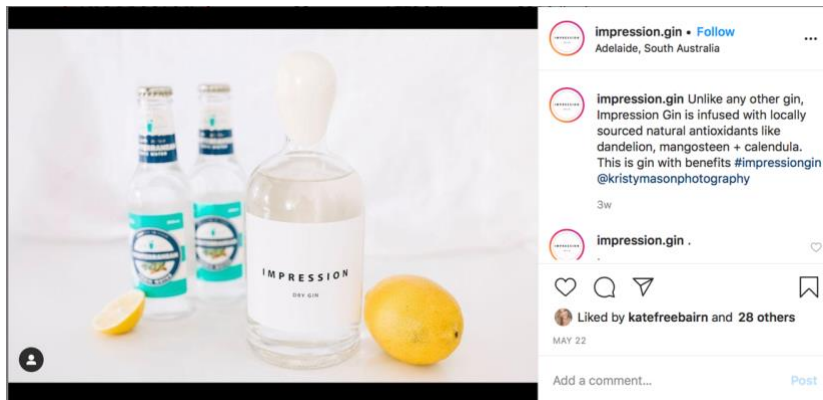 impression.gin • Follow
Adelaide, South Australia
impression.gin Unlike any other gin,
Impression Gin is infused with locally
sourced natural antioxidants like
dandelion, mangosteen + calendula.
This is gin with benefits #impressiongin
@kristymasonphotography
3w
impression.gin .
Liked by katefreebairn and 28 others
MAY 22
Add a comment... Post
IMPRESSION
DRY GIN